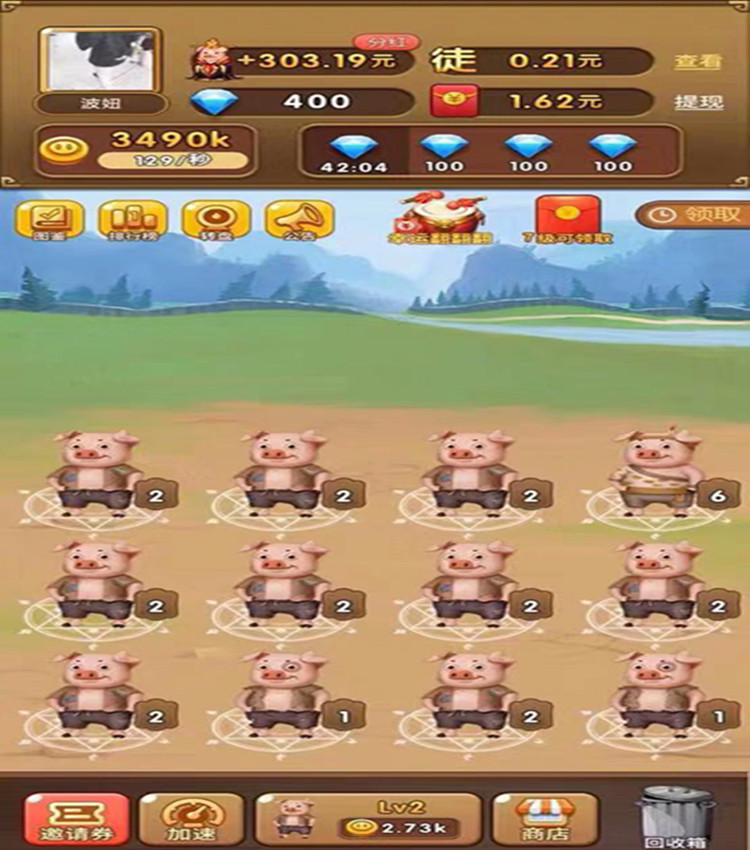 分红
+303.19元
徒
0.21元
查看
波妞
400
1.62元
提现
3490k
129/秒
42:04
100
100
100
图鉴
排行榜
转盘
公告
7级可领取
领取
2
2
2
6
2
2
2
2
2
1
2
1
邀请券
加速
Lv2
2.73k
商店
回收箱